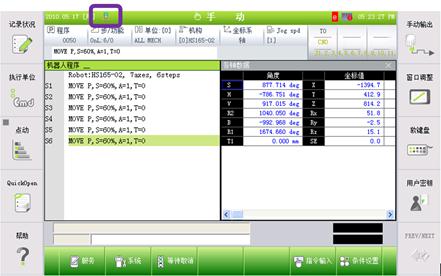 2010.05.17
手 动
05:23:27 PM
记录状况
程序
0050
步/功能
OnL.0/0
单位:[0]
ALL MECH
机构
[0]HS165-02
坐标系
轴
Jog spd
[1]
TO
手动输出
MOVE P,S=60%,A=1,T=0
机器人程序
Robot:HS165-02, 7axes, 6steps
S1 MOVE P,S=60%,A=1,T=0
S2 MOVE P,S=60%,A=1,T=0
S3 MOVE P,S=60%,A=1,T=0
S4 MOVE P,S=60%,A=1,T=0
S5 MOVE P,S=60%,A=1,T=0
S6 MOVE P,S=60%,A=1,T=0
各轴数据
角度 坐标值
S 877.714 deg X -1394.7
H -786.751 deg Y 412.9
V 917.015 deg Z 814.2
R2 1040.050 deg Rx 51.8
B -992.968 deg Ry -2.5
R1 1674.660 deg Rz 15.1
T1 0.000 mm SE 0.0
执行单位
Cmd
点动
QuickOpen
帮助
窗口调整
软键盘
用户密钥
PREV/NEXT
服务
系统
等待取消
指令输入
条件设置